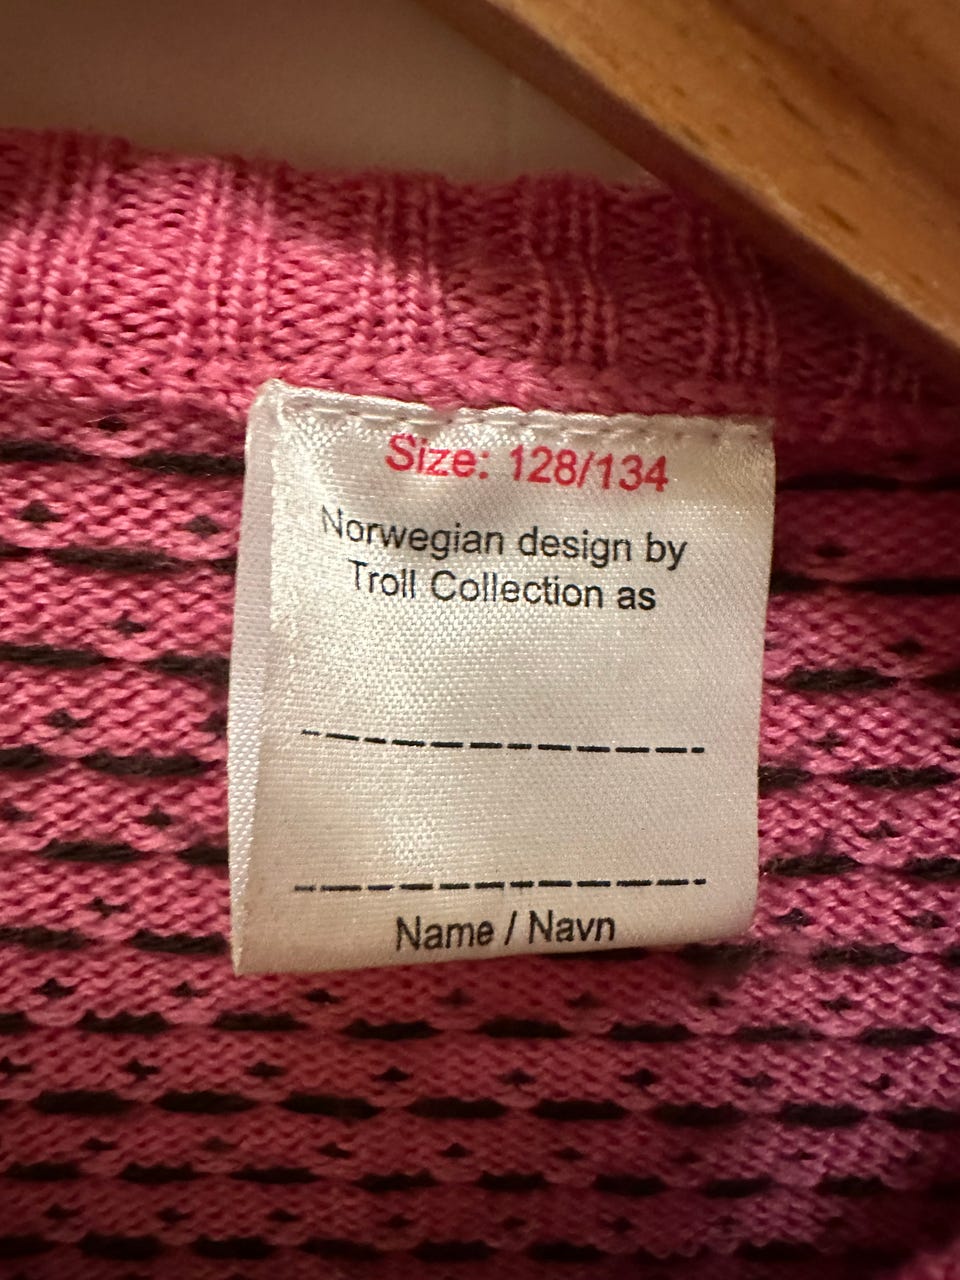 Size: 128/134
Norwegian design by
Troll Collection as
Name / Navn